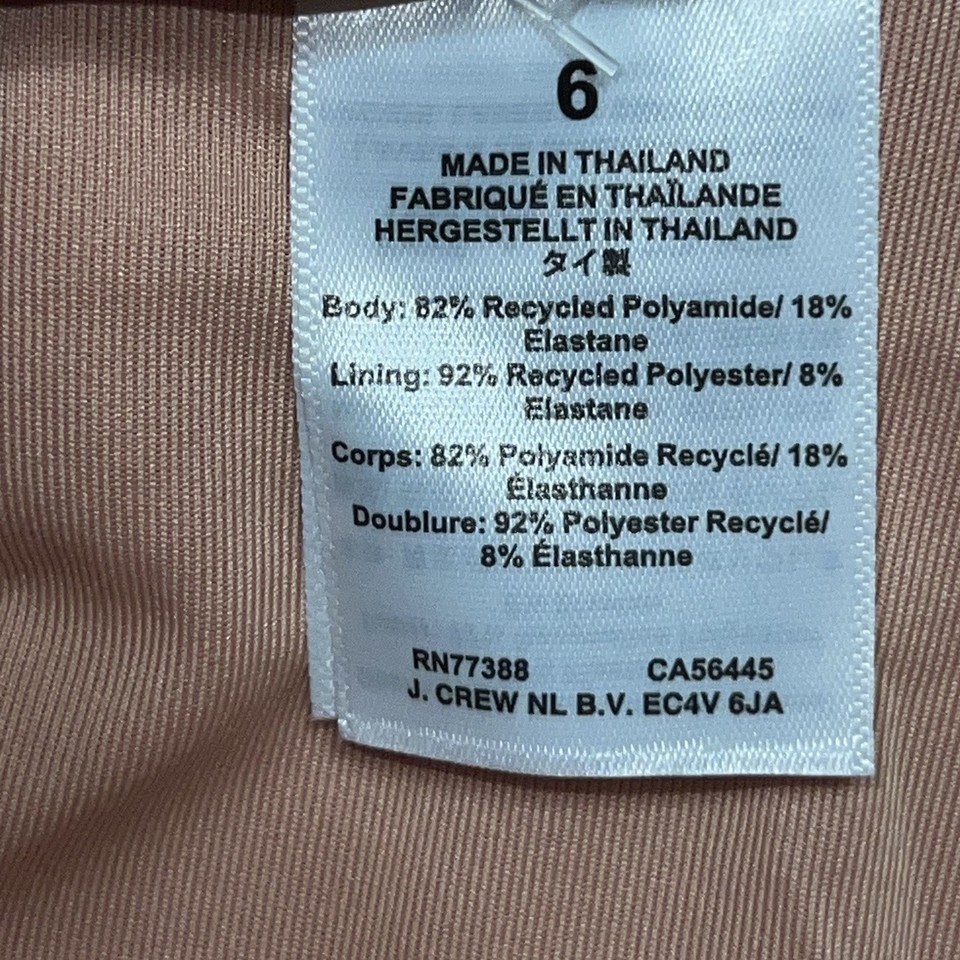 6
MADE IN THAILAND
FABRIQUÉ EN THAÏLANDE
HERGESTELLT IN THAILAND
タイ製
Body: 82% Recycled Polyamide/ 18%
Elastane
Lining: 92% Recycled Polyester/ 8%
Elastane
Corps: 82% Polyamide Recyclé/ 18%
Élasthanne
Doublure: 92% Polyester Recyclé/
8% Élasthanne
RN77388 CA56445
J. CREW NL B.V. EC4V 6JA